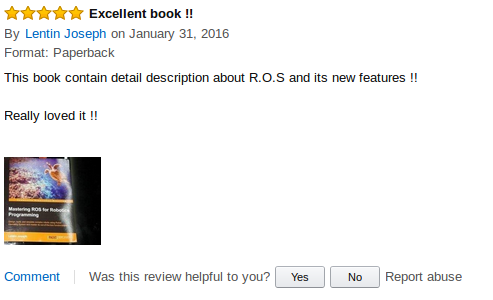 Excellent book !!
By Lentin Joseph on January 31, 2016
Format: Paperback
This book contain detail description about R.O.S and its new features !!
Really loved it !!
Mastering ROS for Robotics
Programming
Comment
Was this review helpful to you? Yes No Report abuse